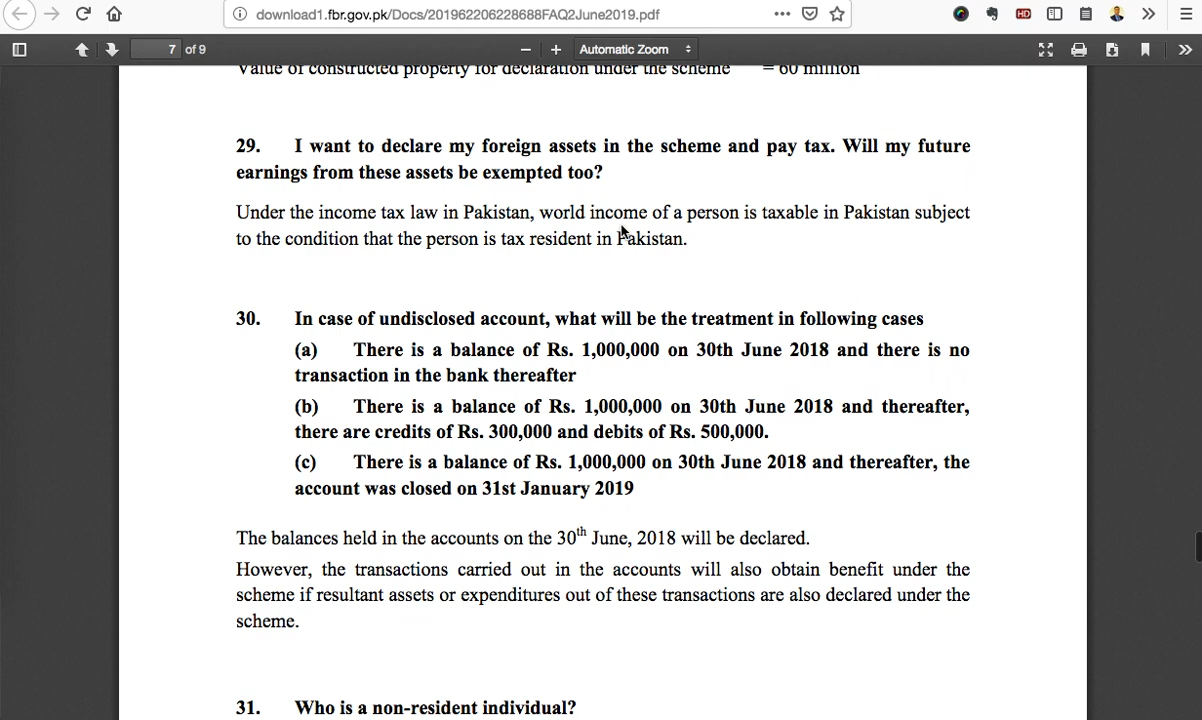 download1.fbr.gov.pk/Docs/201962206228688FAQ2June2019.pdf
HD
7 of 9
Automatic Zoom
Value of constructed property for declaration under the scheme = 60 million
29. I want to declare my foreign assets in the scheme and pay tax. Will my future
earnings from these assets be exempted too?
Under the income tax law in Pakistan, world income of a person is taxable in Pakistan subject
to the condition that the person is tax resident in Pakistan.
30. In case of undisclosed account, what will be the treatment in following cases
(a) There is a balance of Rs. 1,000,000 on 30th June 2018 and there is no
transaction in the bank thereafter
(b) There is a balance of Rs. 1,000,000 on 30th June 2018 and thereafter,
there are credits of Rs. 300,000 and debits of Rs. 500,000.
(c) There is a balance of Rs. 1,000,000 on 30th June 2018 and thereafter, the
account was closed on 31st January 2019
The balances held in the accounts on the 30th June, 2018 will be declared.
However, the transactions carried out in the accounts will also obtain benefit under the
scheme if resultant assets or expenditures out of these transactions are also declared under the
scheme.
31. Who is a non-resident individual?